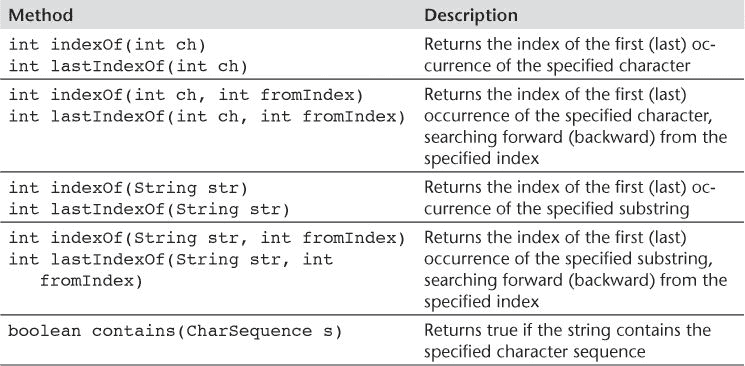 Method Description
int indexOf(int ch) Returns the index of the first (last) oc-
int lastIndexOf(int ch) currence of the specified character
int indexOf(int ch, int fromIndex) Returns the index of the first (last)
int lastIndexOf(int ch, int fromIndex) occurrence of the specified character,
searching forward (backward) from the
specified index
int indexOf(String str) Returns the index of the first (last) oc-
int lastIndexOf(String str) currence of the specified substring
int indexOf(String str, int fromIndex) Returns the index of the first (last)
int lastIndexOf(String str, int occurrence of the specified substring,
fromIndex) searching forward (backward) from the
specified index
boolean contains(CharSequence s) Returns true if the string contains the
specified character sequence